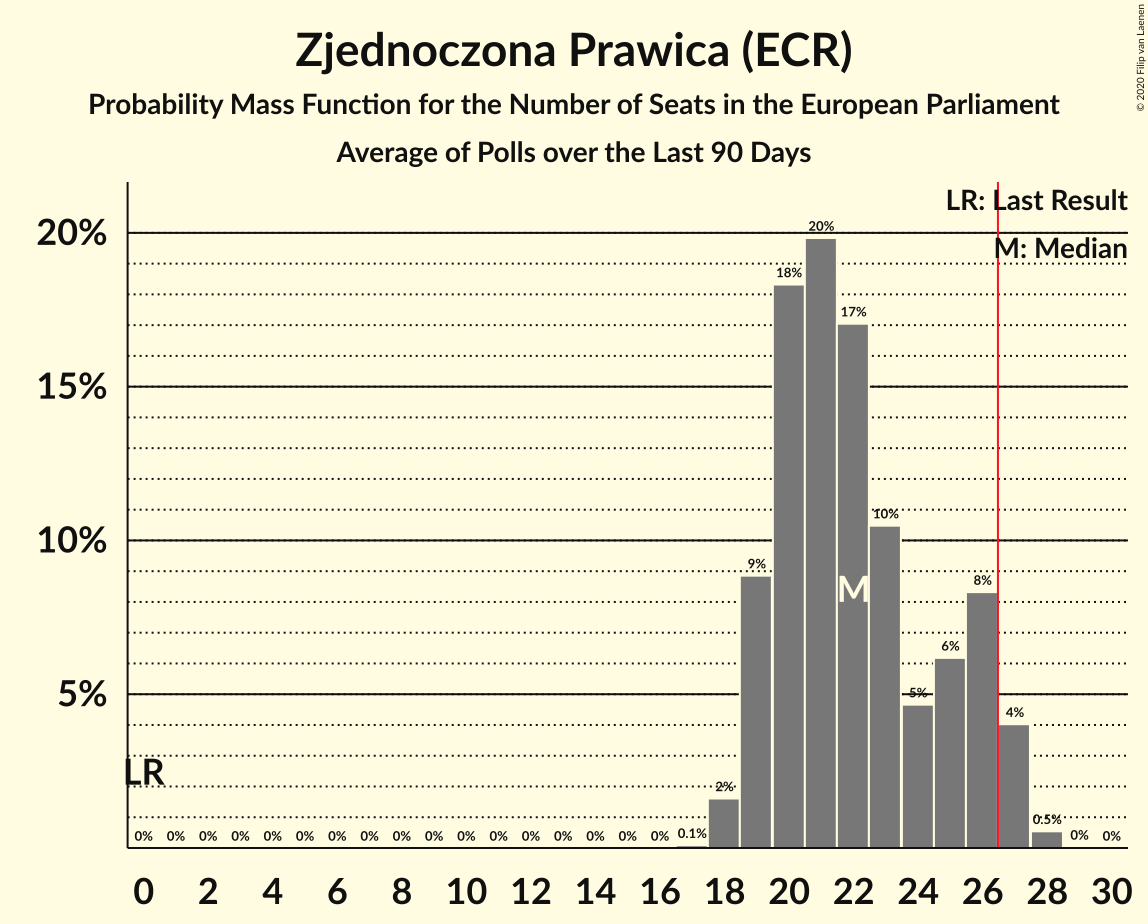 Zjednoczona Prawica (ECR)
Probability Mass Function for the Number of Seats in the European Parliament
Average of Polls over the Last 90 Days
© 2020 Filip van Laenen
LR: Last Result
M: Median
20%
15%
10%
5%
20%
18%
17%
10%
9%
8%
6%
5%
4%
2%
0.5%
0.1%
M
LR
0% 0% 0% 0% 0% 0% 0% 0% 0% 0% 0% 0% 0% 0% 0% 0% 0% 0% 0%
0 2 4 6 8 10 12 14 16 18 20 22 24 26 28 30